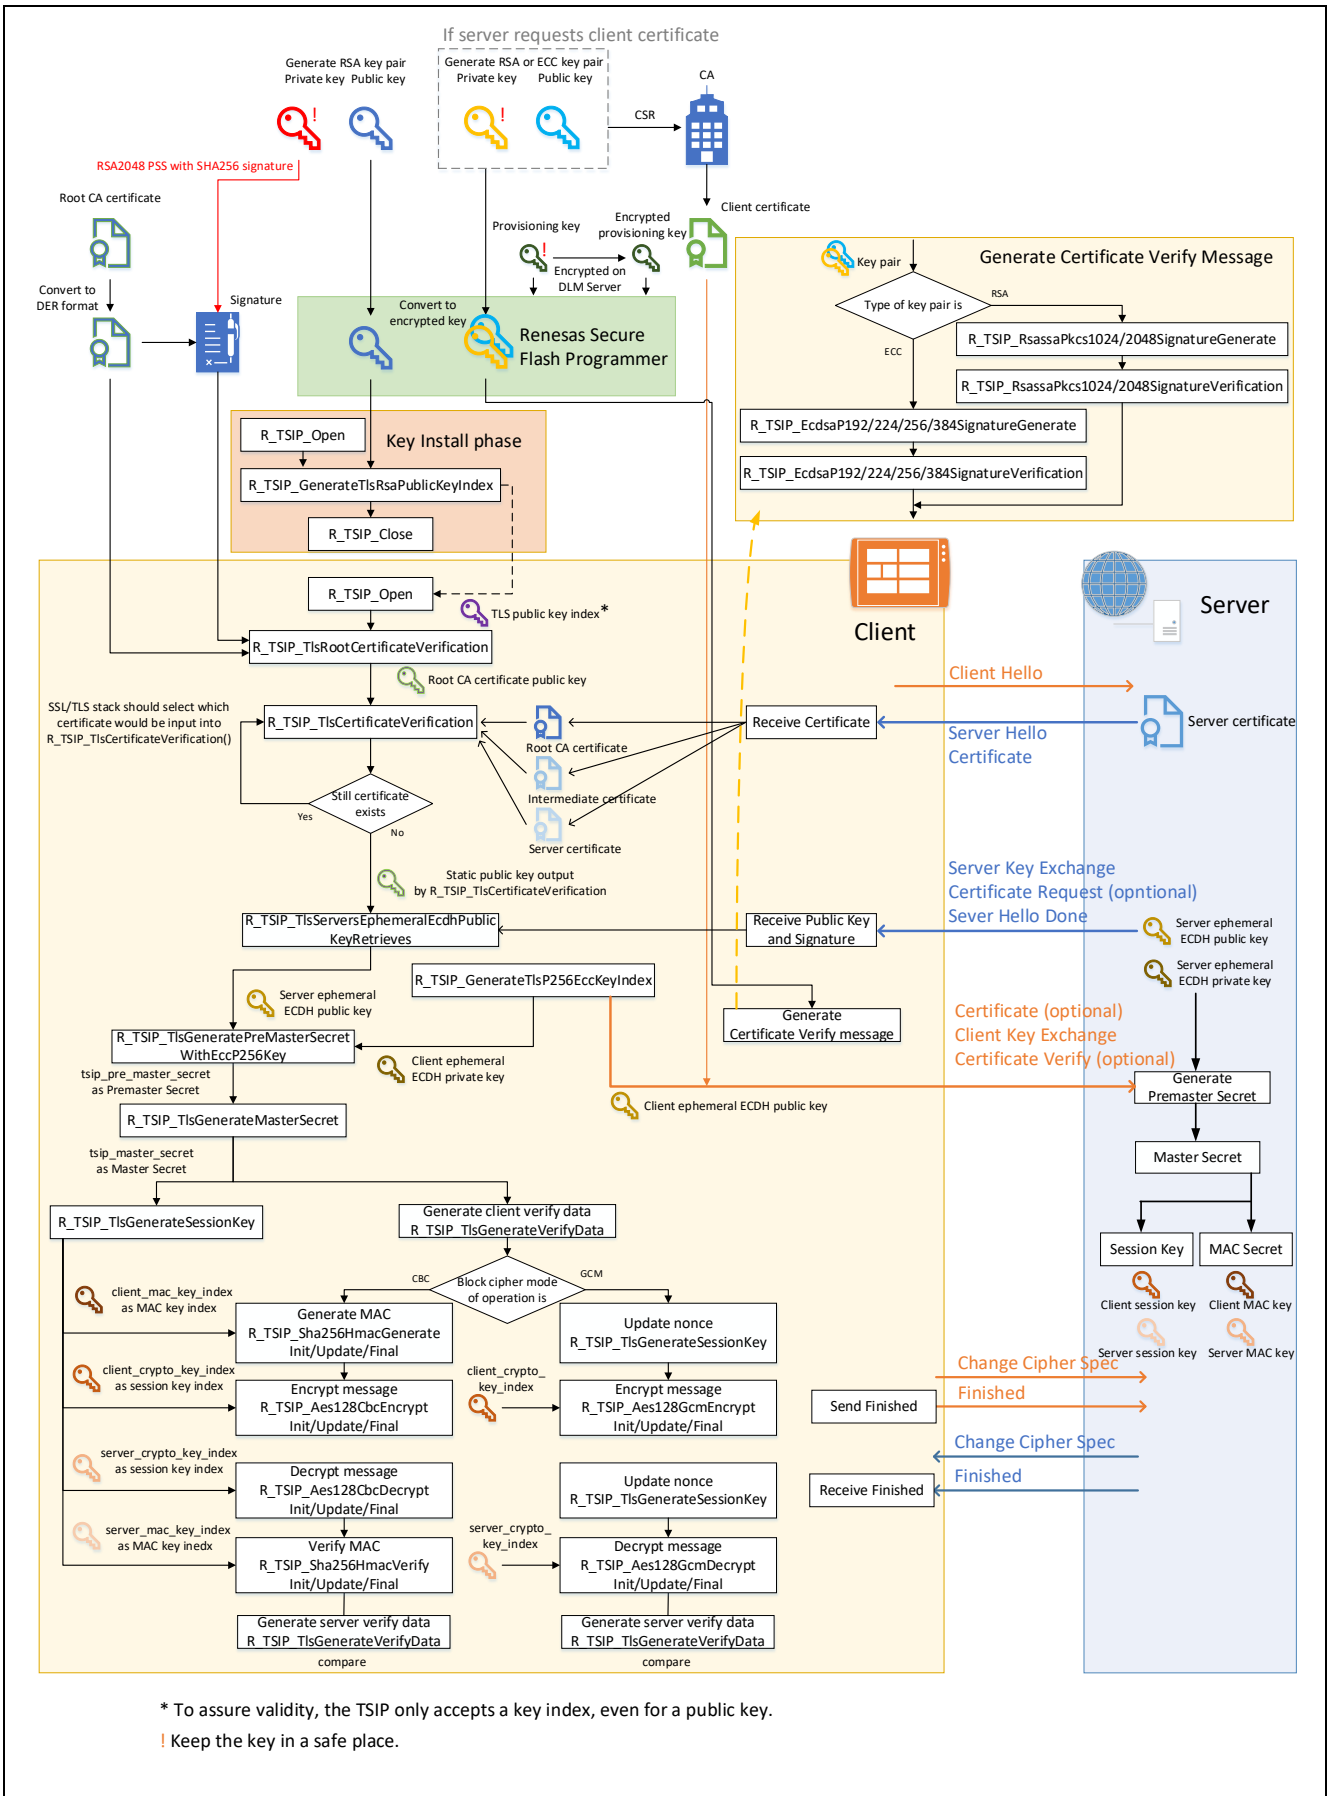 If server requests client certificate
Generate RSA key pair
Private key Public key
Generate RSA or ECC key pair
Private key
Public key
CA
CSR
RSA2048 PSS with SHA256 signature
Root CA certificate
Client certificate
Provisioning key
Encrypted
provisioning key
Encrypted on
DLM Server
Convert to
DER format
Signature
Convert to
encrypted key
Renesas Secure
Flash Programmer
Key pair
Generate Certificate Verify Message
Type of key pair is
RSA
ECC
R_TSIP_RsassaPkcs1024/2048SignatureGenerate
R_TSIP_RsassaPkcs1024/2048SignatureVerification
R_TSIP_EcdsaP192/224/256/384SignatureGenerate
R_TSIP_EcdsaP192/224/256/384SignatureVerification
R_TSIP_Open
Key Install phase
R_TSIP_GenerateTlsRsaPublicKeyIndex
R_TSIP_Close
R_TSIP_Open
TLS public key index*
Client
Server
R_TSIP_TlsRootCertificateVerification
Root CA certificate public key
Client Hello
SSL/TLS stack should select which
certificate would be input into
R_TSIP_TlsCertificateVerification()
R_TSIP_TlsCertificateVerification
Root CA certificate
Receive Certificate
Server Hello
Certificate
Server certificate
Still certificate
exists
Yes
No
Intermediate certificate
Server certificate
Static public key output
by R_TSIP_TlsCertificateVerification
Server Key Exchange
Certificate Request (opntional)
Sever Hello Done
R_TSIP_TlsServersEphemeralEcdhPublic
KeyRetrieves
Receive Public Key
and Signature
Server ephemeral
ECDH public key
Server ephemeral
ECDH private key
R_TSIP_GenerateTlsP256EccKeyIndex
Server ephemeral
ECDH public key
Generate
Certificate Verify message
Certificate (optional)
Client Key Exchange
Certificate Verify (optional)
R_TSIP_TlsGeneratePreMasterSecret
WithEccP256Key
Client ephemeral
ECDH private key
tsip_pre_master_secret
as Premaster Secret
Client ephemeral ECDH public key
Generate
Premaster Secret
R_TSIP_TlsGenerateMasterSecret
tsip_master_secret
as Master Secret
Master Secret
R_TSIP_TlsGenerateSessionKey
Generate client verify data
R_TSIP_TlsGenerateVerifyData
Session Key
MAC Secret
Block cipher mode
of operation is
CBC
GCM
client_mac_key_index
as MAC key index
Generate MAC
R_TSIP_Sha256HmacGenerate
Init/Update/Final
Update nonce
R_TSIP_TlsGenerateSessionKey
Client session key
Client MAC key
Server session key
Server MAC key
client_crypto_key_index
as session key index
Encrypt message
R_TSIP_Aes128CbcEncrypt
Init/Update/Final
client_crypto_
key_index
Encrypt message
R_TSIP_Aes128GcmEncrypt
Init/Update/Final
Change Cipher Spec
Send Finished
Finished
server_crypto_key_index
as session key index
Decrypt message
R_TSIP_Aes128CbcDecrypt
Init/Update/Final
Update nonce
R_TSIP_TlsGenerateSessionKey
Change Cipher Spec
Receive Finished
Finished
server_mac_key_index
as MAC key inedx
Verify MAC
R_TSIP_Sha256HmacVerify
Init/Update/Final
server_crypto_
key_index
Decrypt message
R_TSIP_Aes128GcmDecrypt
Init/Update/Final
Generate server verify data
R_TSIP_TlsGenerateVerifyData
compare
Generate server verify data
R_TSIP_TlsGenerateVerifyData
compare
* To assure validity, the TSIP only accepts a key index, even for a public key.
! Keep the key in a safe place.